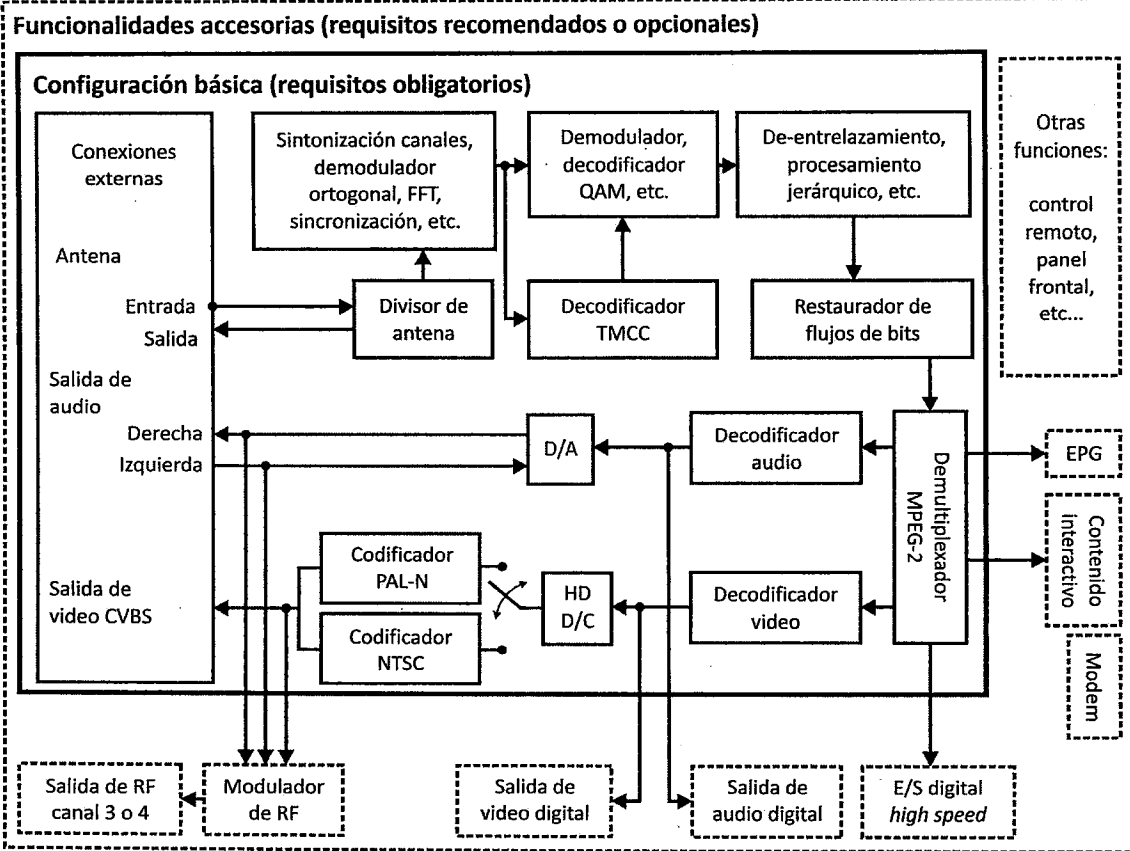 Funcionalidades accesorias (requisitos recomendados o opcionales)
Configuración básica (requisitos obligatorios)
Conexiones
externas
Antena
Entrada
Salida
Salida de
audio
Derecha
Izquierda
Salida de
video CVBS
Sintonización canales,
demodulador
ortogonal, FFT,
sincronización, etc.
Demodulador,
decodificador
QAM, etc.
De-entrelazamiento,
procesamiento
jerárquico, etc.
Divisor de
antena
Decodificador
TMCC
Restaurador de
flujos de bits
D/A
Decodificador
audio
Demultiplexador
MPEG-2
Codificador
PAL-N
Codificador
NTSC
HD
D/C
Decodificador
video
Otras
funciones:
control
remoto,
panel
frontal,
etc...
EPG
Contenido
interactivo
Modem
Salida de RF
canal 3 o 4
Modulador
de RF
Salida de
video digital
Salida de
audio digital
E/S digital
high speed